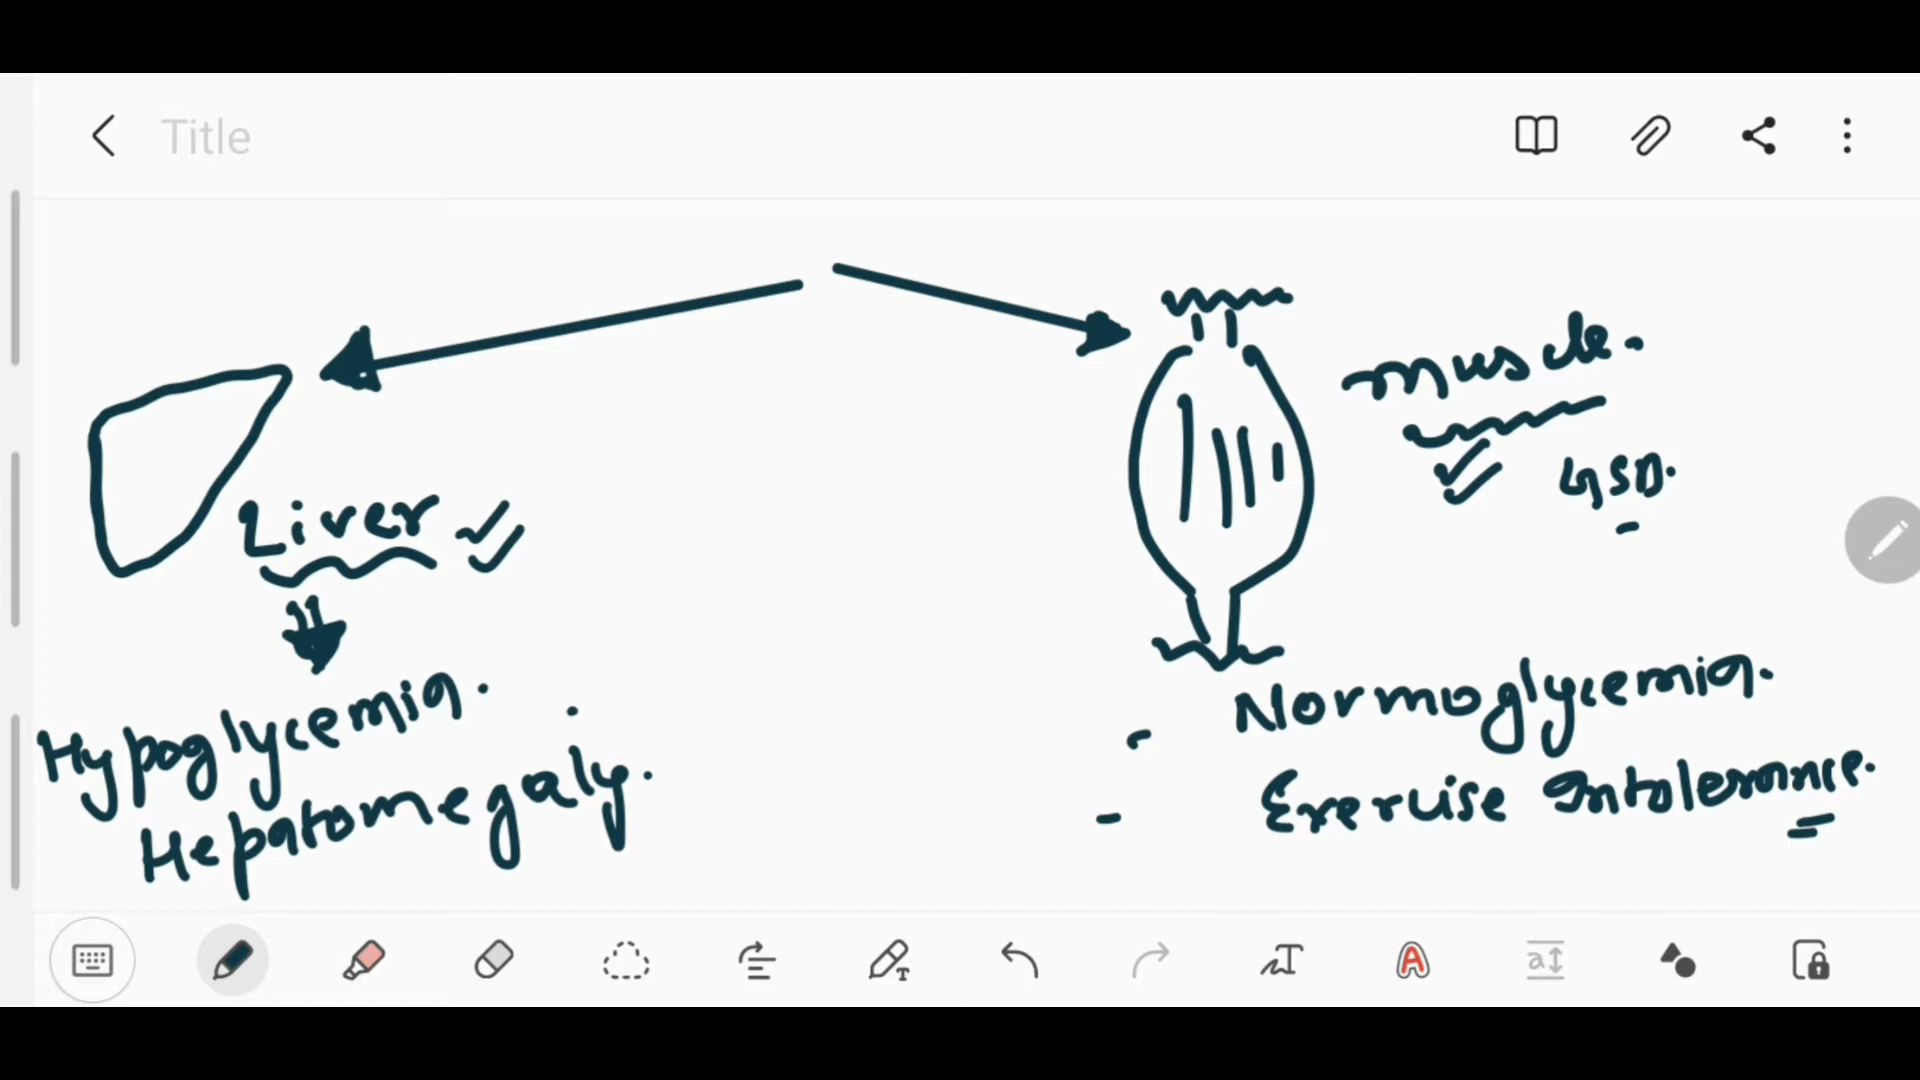 Title
muscle.
GSD.
Liver
Hypoglycemia.
Hepatomegaly.
- Normoglycemia.
- Exercise Intolerance.
T
A
a